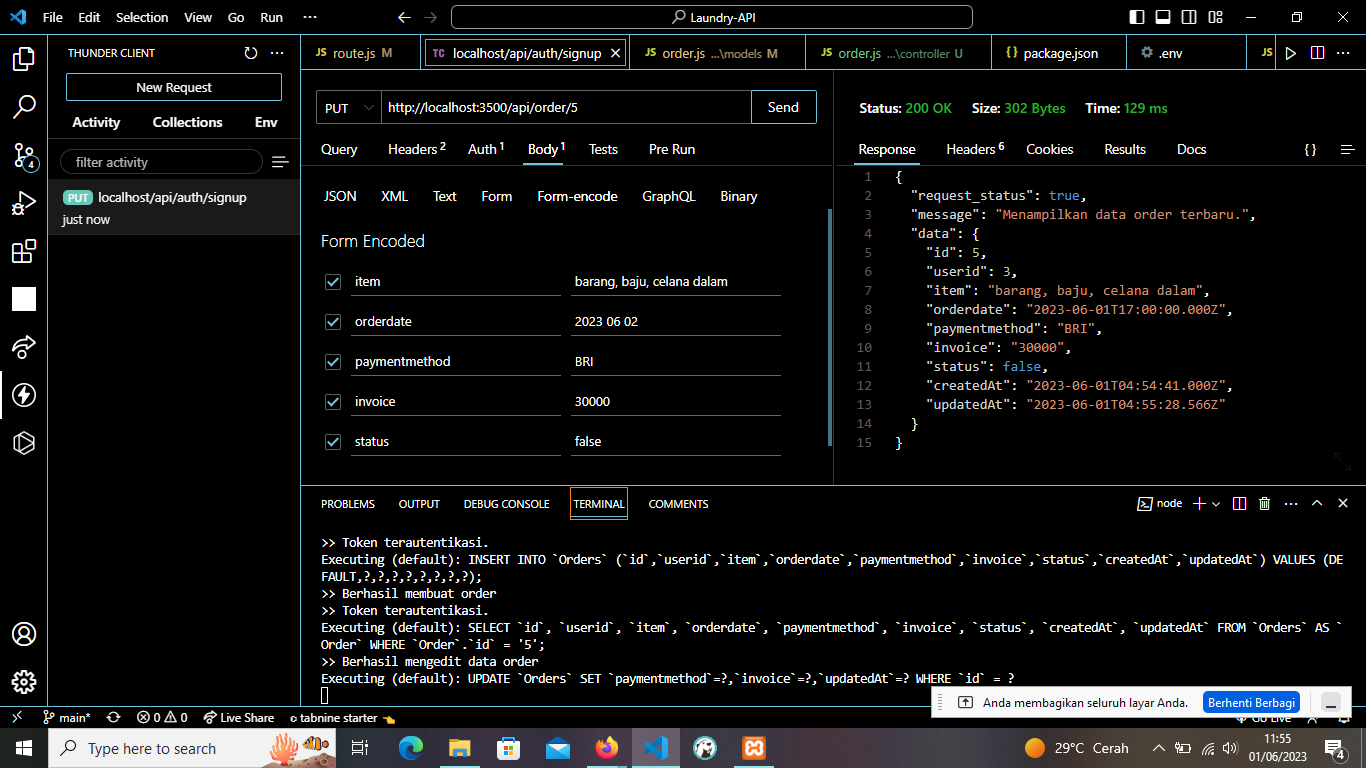 File Edit Selection View Go Run ···
Laundry-API
THUNDER CLIENT
New Request
Activity Collections Env
filter activity
PUT localhost/api/auth/signup
just now
JS route.js M
TC localhost/api/auth/signup
JS order.js ...\models M
JS order.js ...\controller U
{} package.json
.env
JS
PUT http://localhost:3500/api/order/5 Send
Query Headers 2 Auth 1 Body 1 Tests Pre Run
JSON XML Text Form Form-encode GraphQL Binary
Form Encoded
item barang, baju, celana dalam
orderdate 2023 06 02
paymentmethod BRI
invoice 30000
status false
Status: 200 OK Size: 302 Bytes Time: 129 ms
Response Headers 6 Cookies Results Docs {}
1 {
2 "request_status": true,
3 "message": "Menampilkan data order terbaru.",
4 "data": {
5 "id": 5,
6 "userid": 3,
7 "item": "barang, baju, celana dalam",
8 "orderdate": "2023-06-01T17:00:00.000Z",
9 "paymentmethod": "BRI",
10 "invoice": "30000",
11 "status": false,
12 "createdAt": "2023-06-01T04:54:41.000Z",
13 "updatedAt": "2023-06-01T04:55:28.566Z"
14 }
15 }
PROBLEMS OUTPUT DEBUG CONSOLE TERMINAL COMMENTS
node
>> Token terautentikasi.
Executing (default): INSERT INTO `Orders` (`id`,`userid`,`item`,`orderdate`,`paymentmethod`,`invoice`,`status`,`createdAt`,`updatedAt`) VALUES (DE
FAULT,?,?,?,?,?,?,?,?);
>> Berhasil membuat order
>> Token terautentikasi.
Executing (default): SELECT `id`, `userid`, `item`, `orderdate`, `paymentmethod`, `invoice`, `status`, `createdAt`, `updatedAt` FROM `Orders` AS `
Order` WHERE `Order`.`id` = '5';
>> Berhasil mengedit data order
Executing (default): UPDATE `Orders` SET `paymentmethod`=?,`invoice`=?,`updatedAt`=? WHERE `id` = ?
Anda membagikan seluruh layar Anda. Berhenti Berbagi
4
main* 0 0 Live Share tabnine starter
Go Live
Type here to search
29°C Cerah
11:55
01/06/2023
4